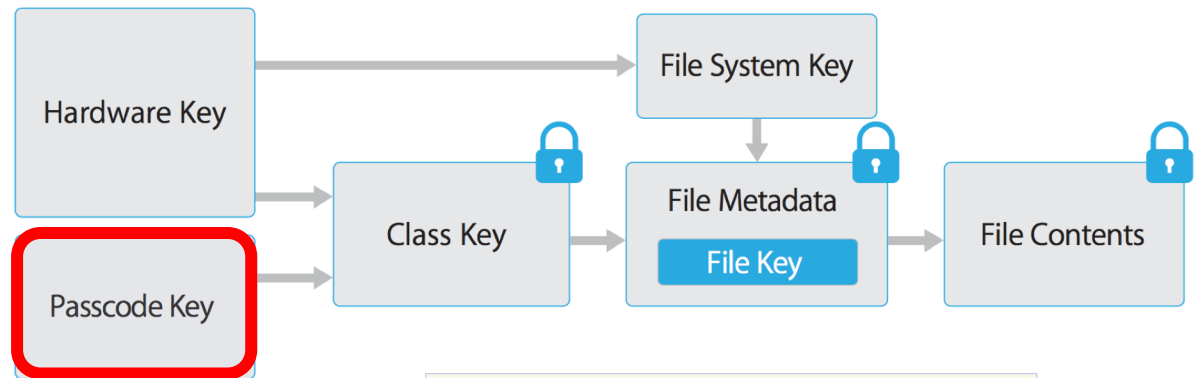 Hardware Key
File System Key
Class Key
File Metadata
File Key
File Contents
Passcode Key